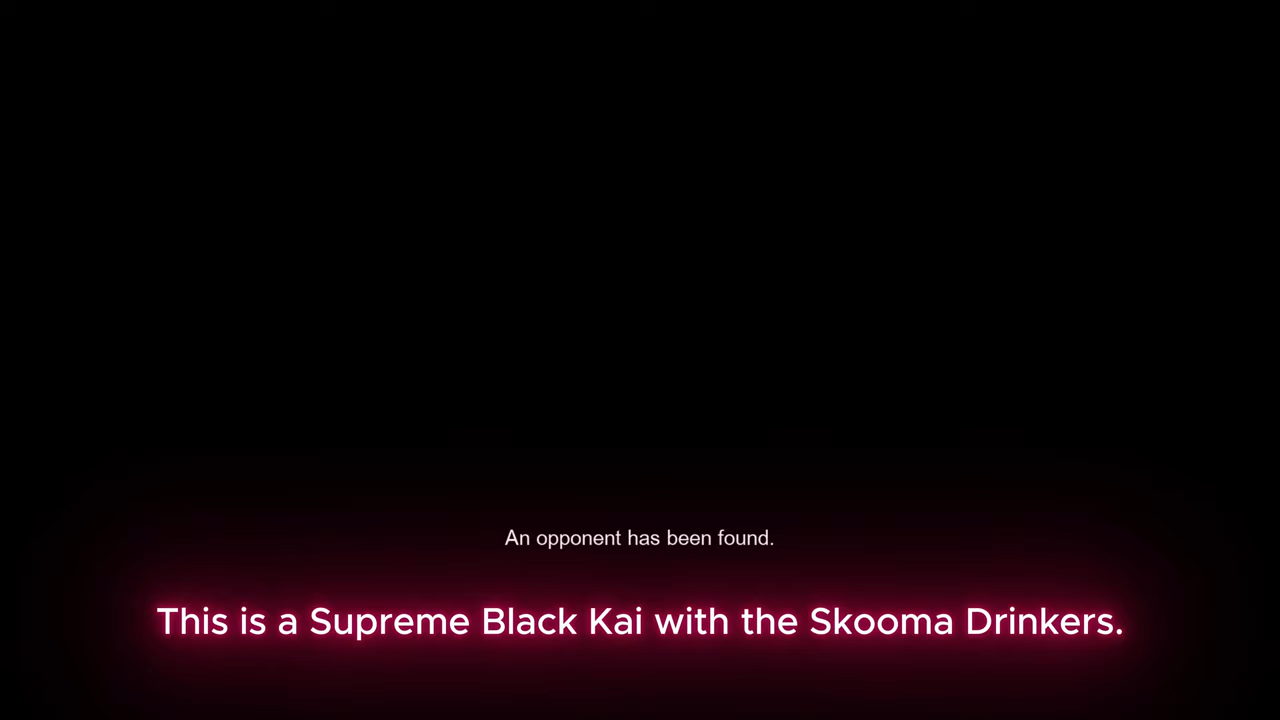 An opponent has been found.
This is a Supreme Black Kai with the Skooma Drinkers.